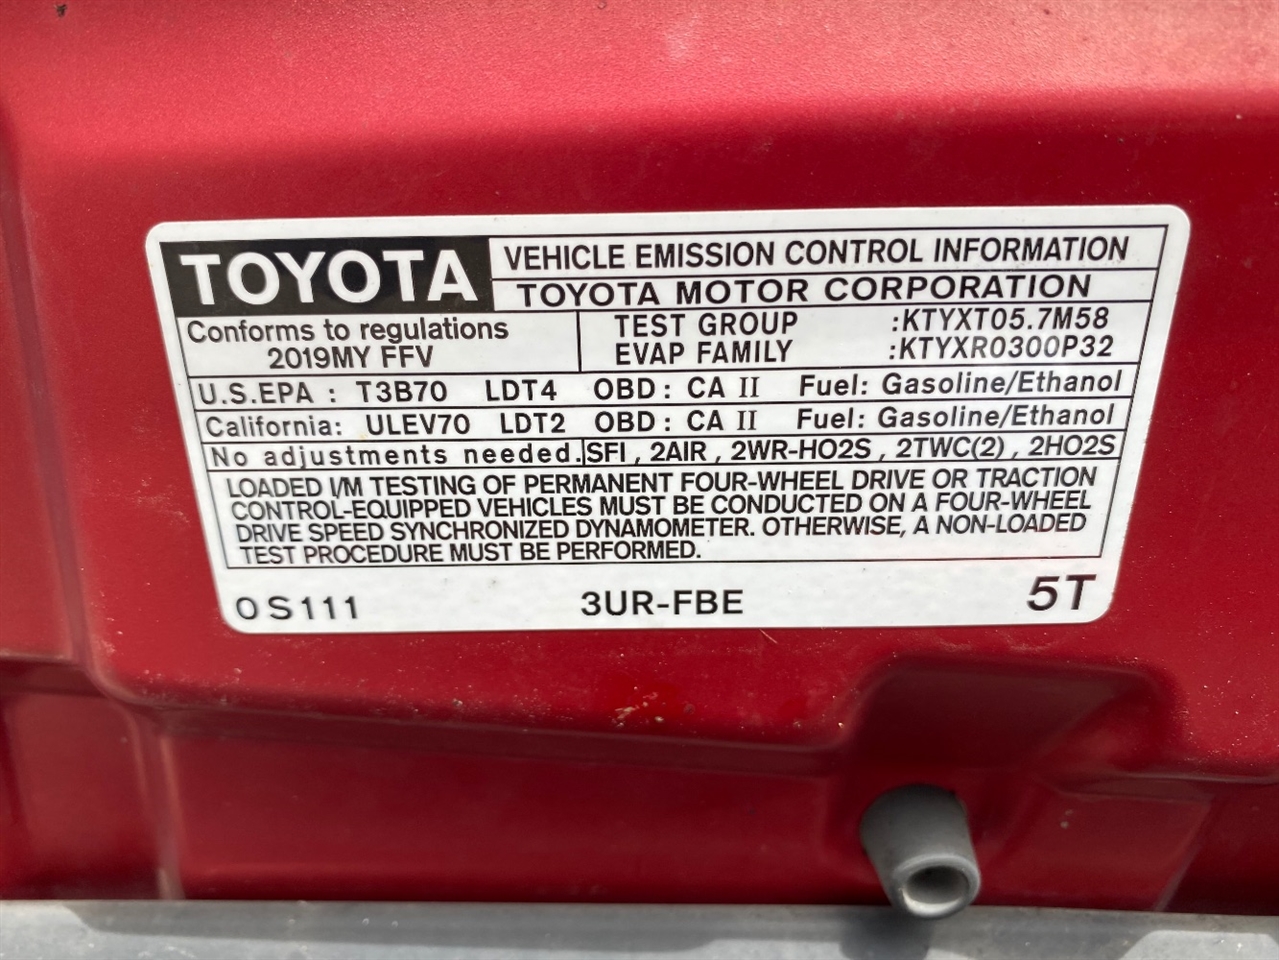 TOYOTA VEHICLE EMISSION CONTROL INFORMATION
TOYOTA MOTOR CORPORATION
Conforms to regulations TEST GROUP :KTYXT05.7M58
2019MY FFV EVAP FAMILY :KTYXR0300P32
U.S.EPA : T3B70 LDT4 OBD : CA II Fuel: Gasoline/Ethanol
California: ULEV70 LDT2 OBD : CA II Fuel: Gasoline/Ethanol
No adjustments needed. SFI , 2AIR , 2WR-HO2S , 2TWC(2) , 2HO2S
LOADED I/M TESTING OF PERMANENT FOUR-WHEEL DRIVE OR TRACTION
CONTROL-EQUIPPED VEHICLES MUST BE CONDUCTED ON A FOUR-WHEEL
DRIVE SPEED SYNCHRONIZED DYNAMOMETER. OTHERWISE, A NON-LOADED
TEST PROCEDURE MUST BE PERFORMED.
0S111 3UR-FBE 5T